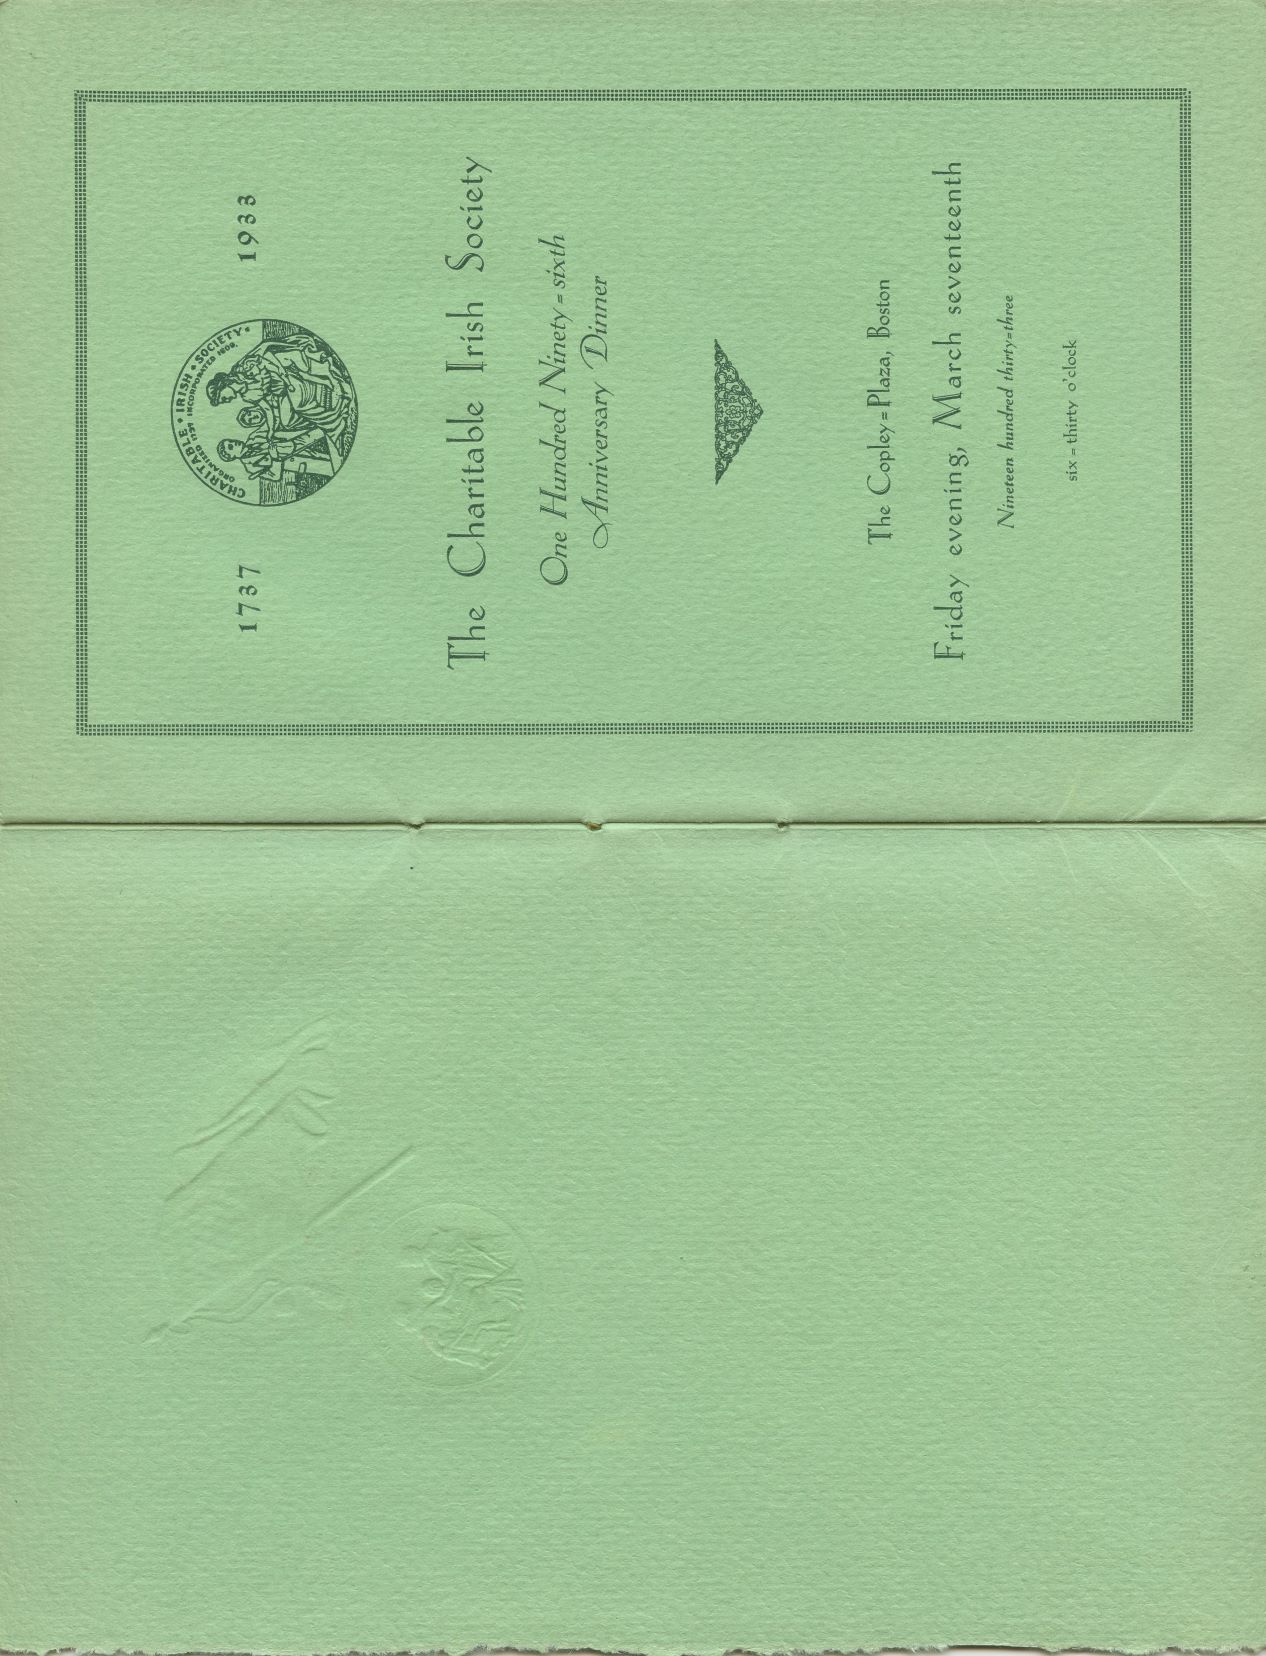 CHARITABLE • IRISH • SOCIETY •
ORGANIZED 1737 INCORPORATED 1809.
1737
1933
The Charitable Irish Society
One Hundred Ninety=sixth
Anniversary Dinner
The Copley=Plaza, Boston
Friday evening, March seventeenth
Nineteen hundred thirty=three
six=thirty o'clock